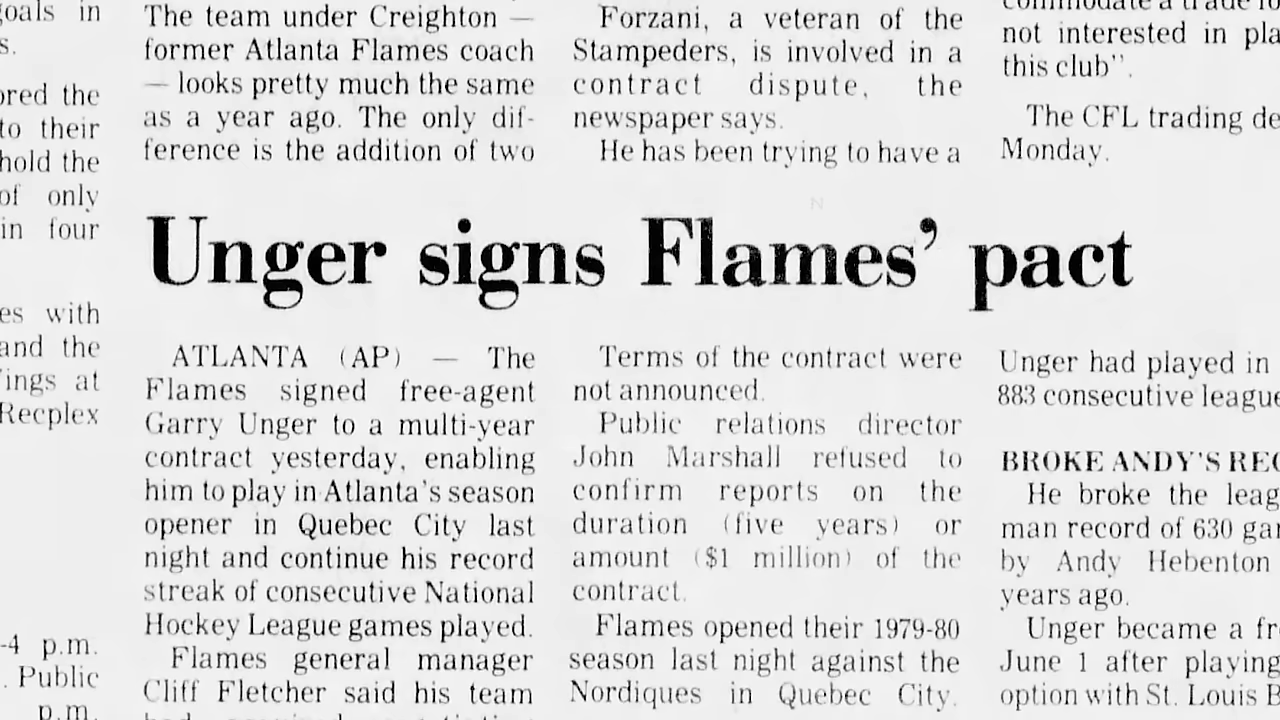 goals in
s.
ored the
to their
hold the
of only
in four
es with
and the
ings at
Recplex
-4 p.m.
. Public
p.m.
The team under Creighton —
former Atlanta Flames coach
— looks pretty much the same
as a year ago. The only dif-
ference is the addition of two
Forzani, a veteran of the
Stampeders, is involved in a
contract dispute, the
newspaper says.
He has been trying to have a
commodate a trade
not interested in pla
this club".
The CFL trading de
Monday.
Unger signs Flames' pact
ATLANTA (AP) — The
Flames signed free-agent
Garry Unger to a multi-year
contract yesterday, enabling
him to play in Atlanta's season
opener in Quebec City last
night and continue his record
streak of consecutive National
Hockey League games played.
Flames general manager
Cliff Fletcher said his team
Terms of the contract were
not announced.
Public relations director
John Marshall refused to
confirm reports on the
duration (five years) or
amount ($1 million) of the
contract.
Flames opened their 1979-80
season last night against the
Nordiques in Quebec City.
Unger had played in
883 consecutive league
BROKE ANDY'S REC
He broke the leag
man record of 630 gar
by Andy Hebenton
years ago.
Unger became a fr
June 1 after playing
option with St. Louis B